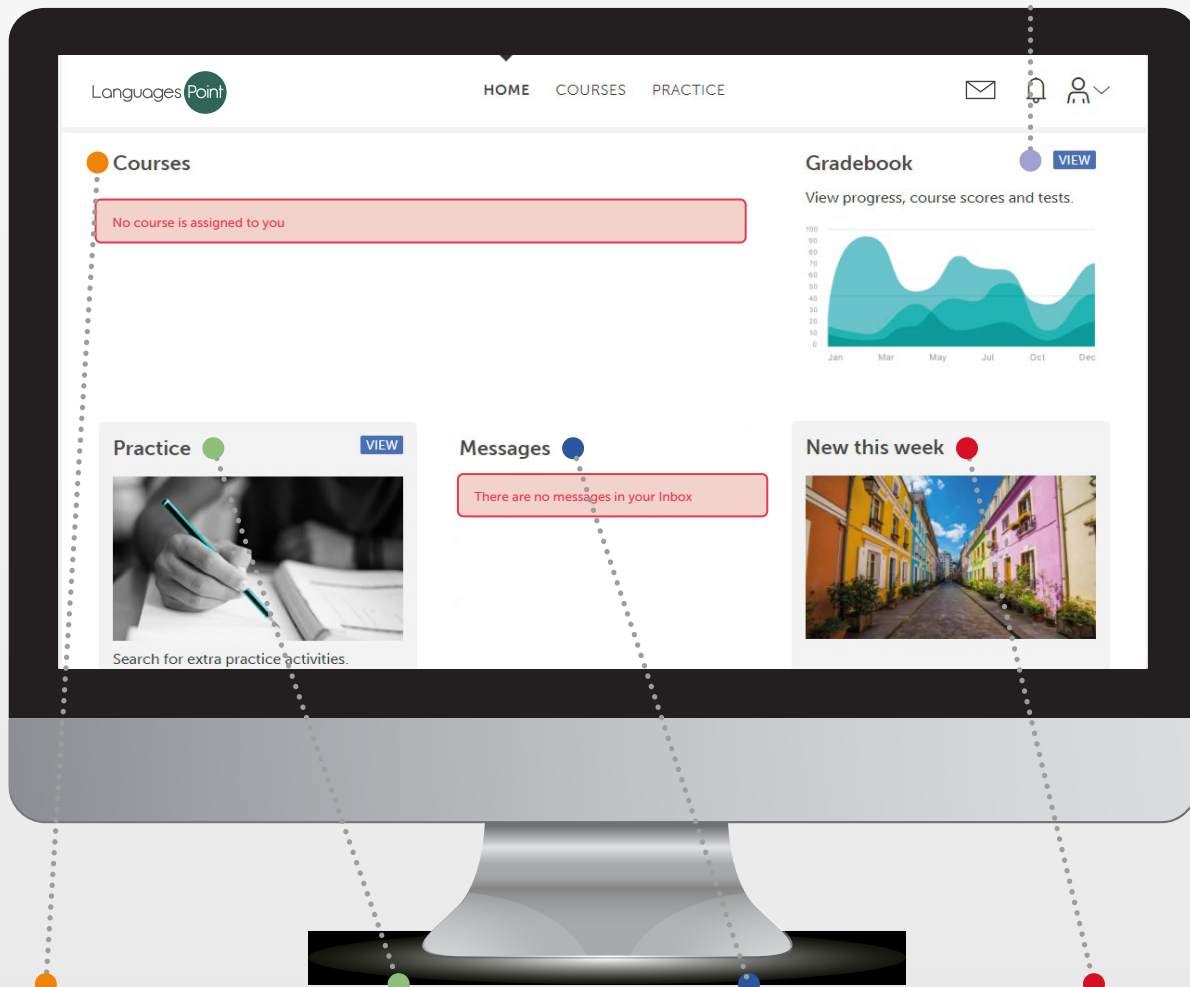 Languages Point
HOME COURSES PRACTICE
Courses
No course is assigned to you
Gradebook VIEW
View progress, course scores and tests.
100
90
80
70
60
50
40
30
20
10
0
Jan Mar May Jul Oct Dec
Practice VIEW
Search for extra practice activities.
Messages
There are no messages in your Inbox
New this week